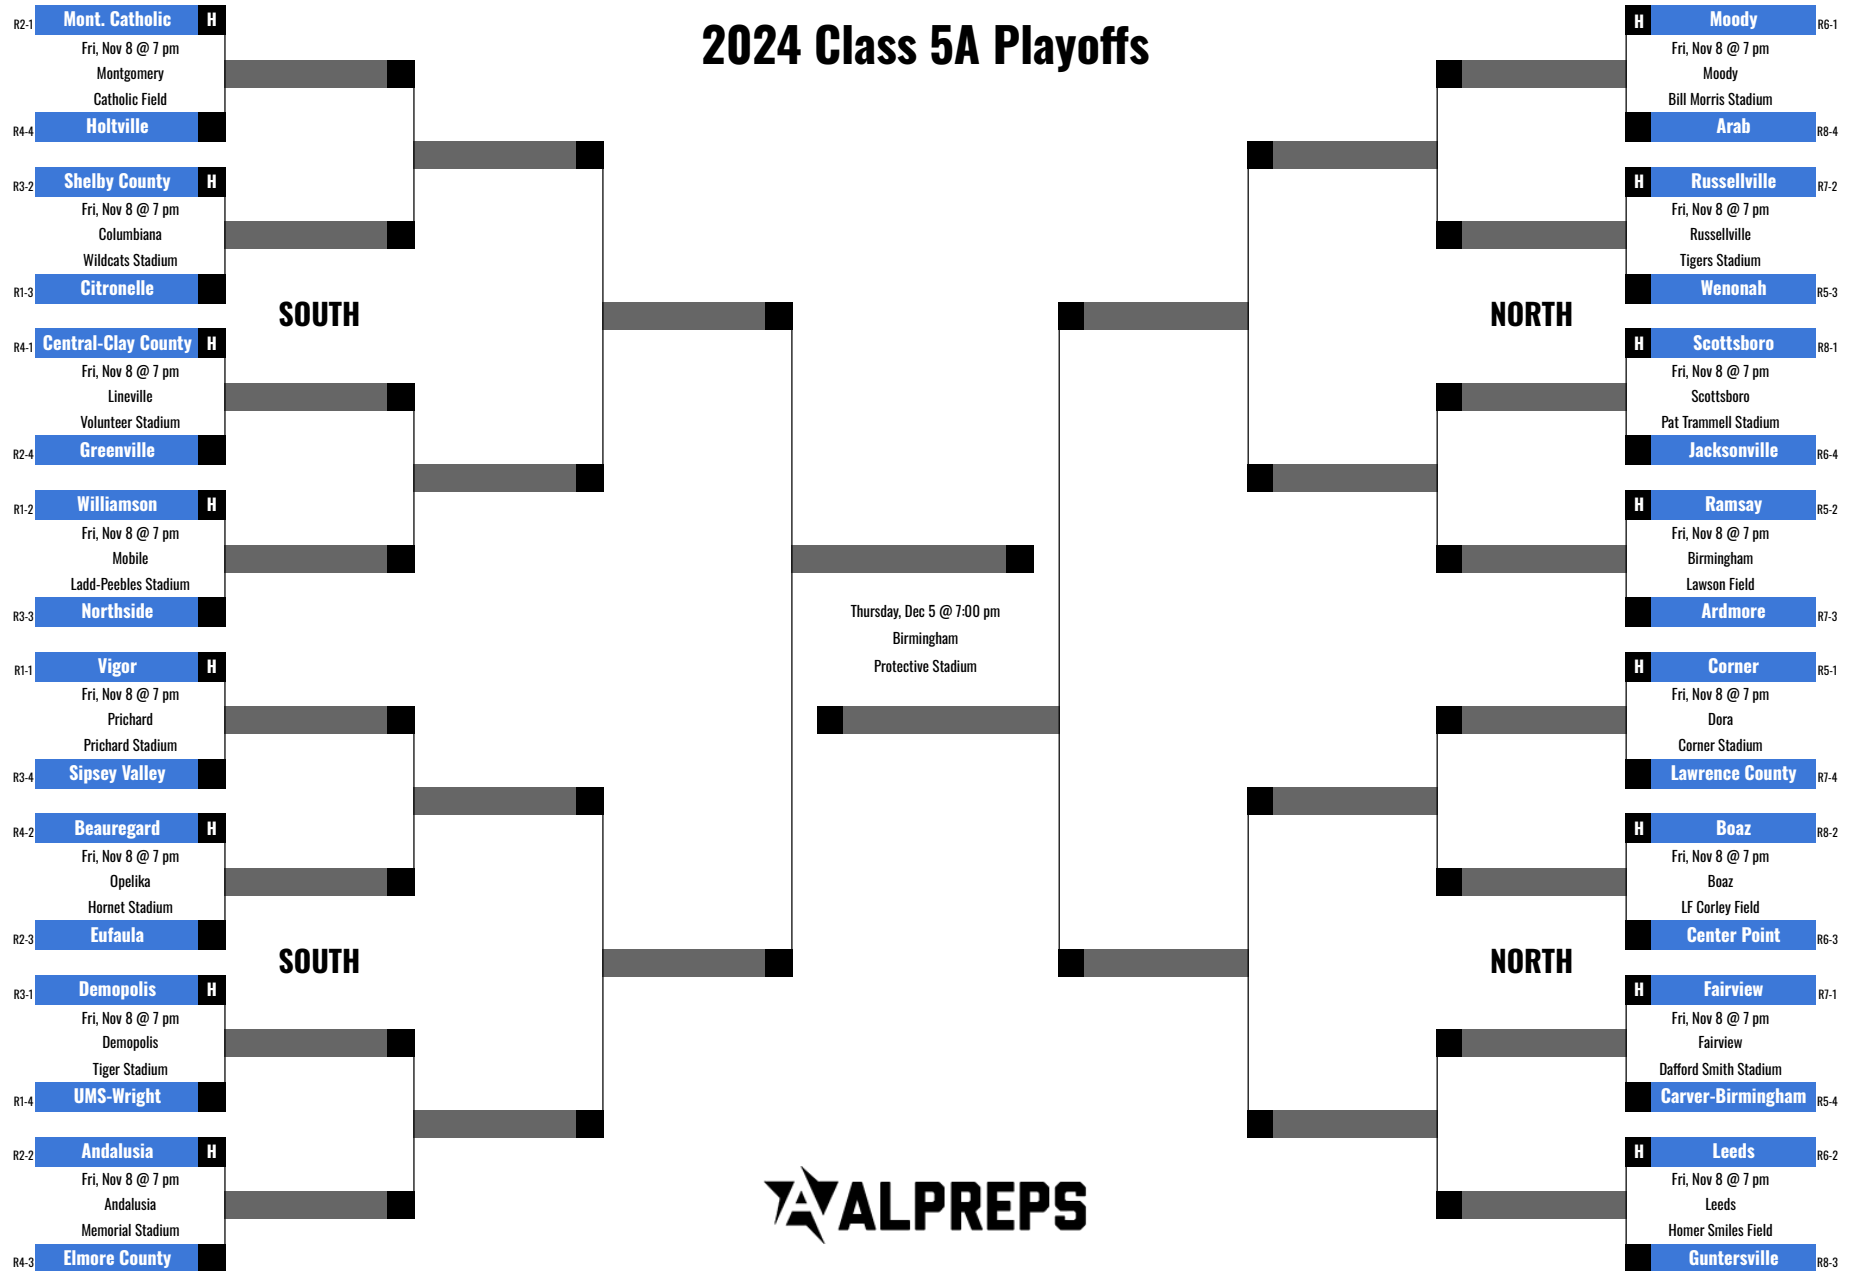 2024 Class 5A Playoffs
R2-1 Mont. Catholic H
Fri, Nov 8 @ 7 pm
Montgomery
Catholic Field
R4-4 Holtville
R3-2 Shelby County H
Fri, Nov 8 @ 7 pm
Columbiana
Wildcats Stadium
R1-3 Citronelle
SOUTH
R4-1 Central-Clay County H
Fri, Nov 8 @ 7 pm
Lineville
Volunteer Stadium
R2-4 Greenville
R1-2 Williamson H
Fri, Nov 8 @ 7 pm
Mobile
Ladd-Peebles Stadium
R3-3 Northside
R1-1 Vigor H
Fri, Nov 8 @ 7 pm
Prichard
Prichard Stadium
R3-4 Sipsey Valley
R4-2 Beauregard H
Fri, Nov 8 @ 7 pm
Opelika
Hornet Stadium
R2-3 Eufaula
SOUTH
R3-1 Demopolis H
Fri, Nov 8 @ 7 pm
Demopolis
Tiger Stadium
R1-4 UMS-Wright
R2-2 Andalusia H
Fri, Nov 8 @ 7 pm
Andalusia
Memorial Stadium
R4-3 Elmore County
Thursday, Dec 5 @ 7:00 pm
Birmingham
Protective Stadium
ALPREPS
H Moody R6-1
Fri, Nov 8 @ 7 pm
Moody
Bill Morris Stadium
Arab R8-4
H Russellville R7-2
Fri, Nov 8 @ 7 pm
Russellville
Tigers Stadium
Wenonah R5-3
NORTH
H Scottsboro R8-1
Fri, Nov 8 @ 7 pm
Scottsboro
Pat Trammell Stadium
Jacksonville R6-4
H Ramsay R5-2
Fri, Nov 8 @ 7 pm
Birmingham
Lawson Field
Ardmore R7-3
H Corner R5-1
Fri, Nov 8 @ 7 pm
Dora
Corner Stadium
Lawrence County R7-4
H Boaz R8-2
Fri, Nov 8 @ 7 pm
Boaz
LF Corley Field
Center Point R6-3
NORTH
H Fairview R7-1
Fri, Nov 8 @ 7 pm
Fairview
Dafford Smith Stadium
Carver-Birmingham R5-4
H Leeds R6-2
Fri, Nov 8 @ 7 pm
Leeds
Homer Smiles Field
Guntersville R8-3